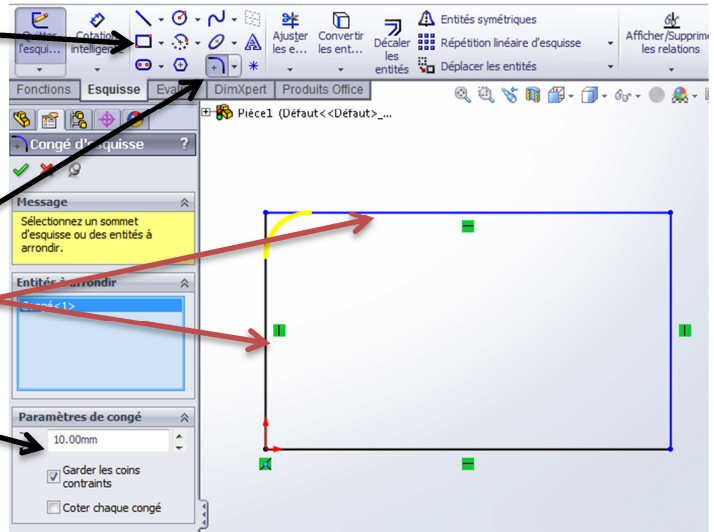 Quitter
l'esqui...
Cotation
intelligente
Ajuster
les e...
Convertir
les ent...
Décaler
les
entités
Entités symétriques
Répétition linéaire d'esquisse
Déplacer les entités
Afficher/Supprime
les relations
Fonctions
Esquisse
Evalu
DimXpert
Produits Office
Pièce1 (Défaut<<Défaut>_...
Congé d'esquisse
?
Message
Sélectionnez un sommet
d'esquisse ou des entités à
arrondir.
Entités à arrondir
Congé<1>
Paramètres de congé
10.00mm
Garder les coins
contraints
Coter chaque congé